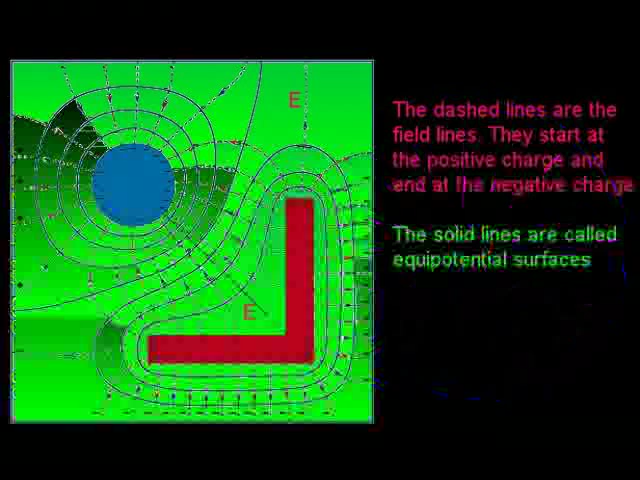 E
The dashed lines are the
field lines. They start at
the positive charge and
end at the negative charge
The solid lines are called
equipotential surfaces
E